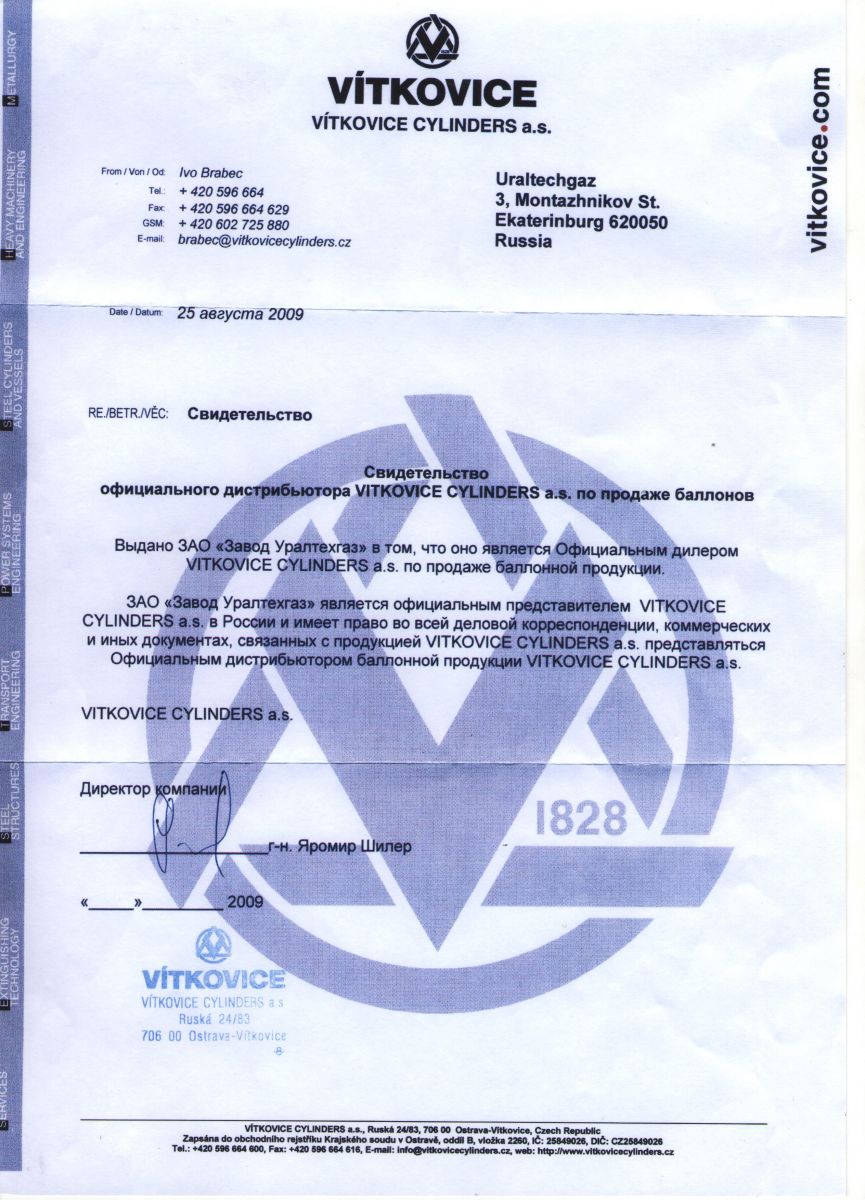 VÍTKOVICE
VÍTKOVICE CYLINDERS a.s.
vitkovice.com
From / Von / Od: Ivo Brabec
Tel.: + 420 596 664
Fax: + 420 596 664 629
GSM: + 420 602 725 880
E-mail: brabec@vitkovicecylinders.cz
Uraltechgaz
3, Montazhnikov St.
Ekaterinburg 620050
Russia
Date / Datum: 25 августа 2009
RE./BETR./VĚC: Свидетельство
Свидетельство
официального дистрибьютора VITKOVICE CYLINDERS a.s. по продаже баллонов
Выдано ЗАО «Завод Уралтехгаз» в том, что оно является Официальным дилером
VITKOVICE CYLINDERS a.s. по продаже баллонной продукции.
ЗАО «Завод Уралтехгаз» является официальным представителем VITKOVICE
CYLINDERS a.s. в России и имеет право во всей деловой корреспонденции, коммерческих
и иных документах, связанных с продукцией VITKOVICE CYLINDERS a.s. представляться
Официальным дистрибьютором баллонной продукции VITKOVICE CYLINDERS a.s.
VITKOVICE CYLINDERS a.s.
Директор компании
г-н. Яромир Шилер
1828
«_____»_________ 2009
VÍTKOVICE
VÍTKOVICE CYLINDERS a s
Ruská 24/83
706 00 Ostrava-Vítkovice
-8-
VÍTKOVICE CYLINDERS a.s., Ruská 24/83, 706 00 Ostrava-Vítkovice, Czech Republic
Zapsána do obchodního rejstříku Krajského soudu v Ostravě, oddíl B, vložka 2260, IČ: 25849026, DIČ: CZ25849026
Tel.: +420 596 664 600, Fax: +420 596 664 616, E-mail: info@vitkovicecylinders.cz, web: http://www.vitkovicecylinders.cz
METALLURGY
HEAVY MACHINERY
AND ENGINEERING
STEEL CYLINDERS
AND VESSELS
POWER SYSTEMS
ENGINEERING
TRANSPORT
ENGINEERING
STEEL
STRUCTURES
EXTINGUISHING
TECHNOLOGY
SERVICES